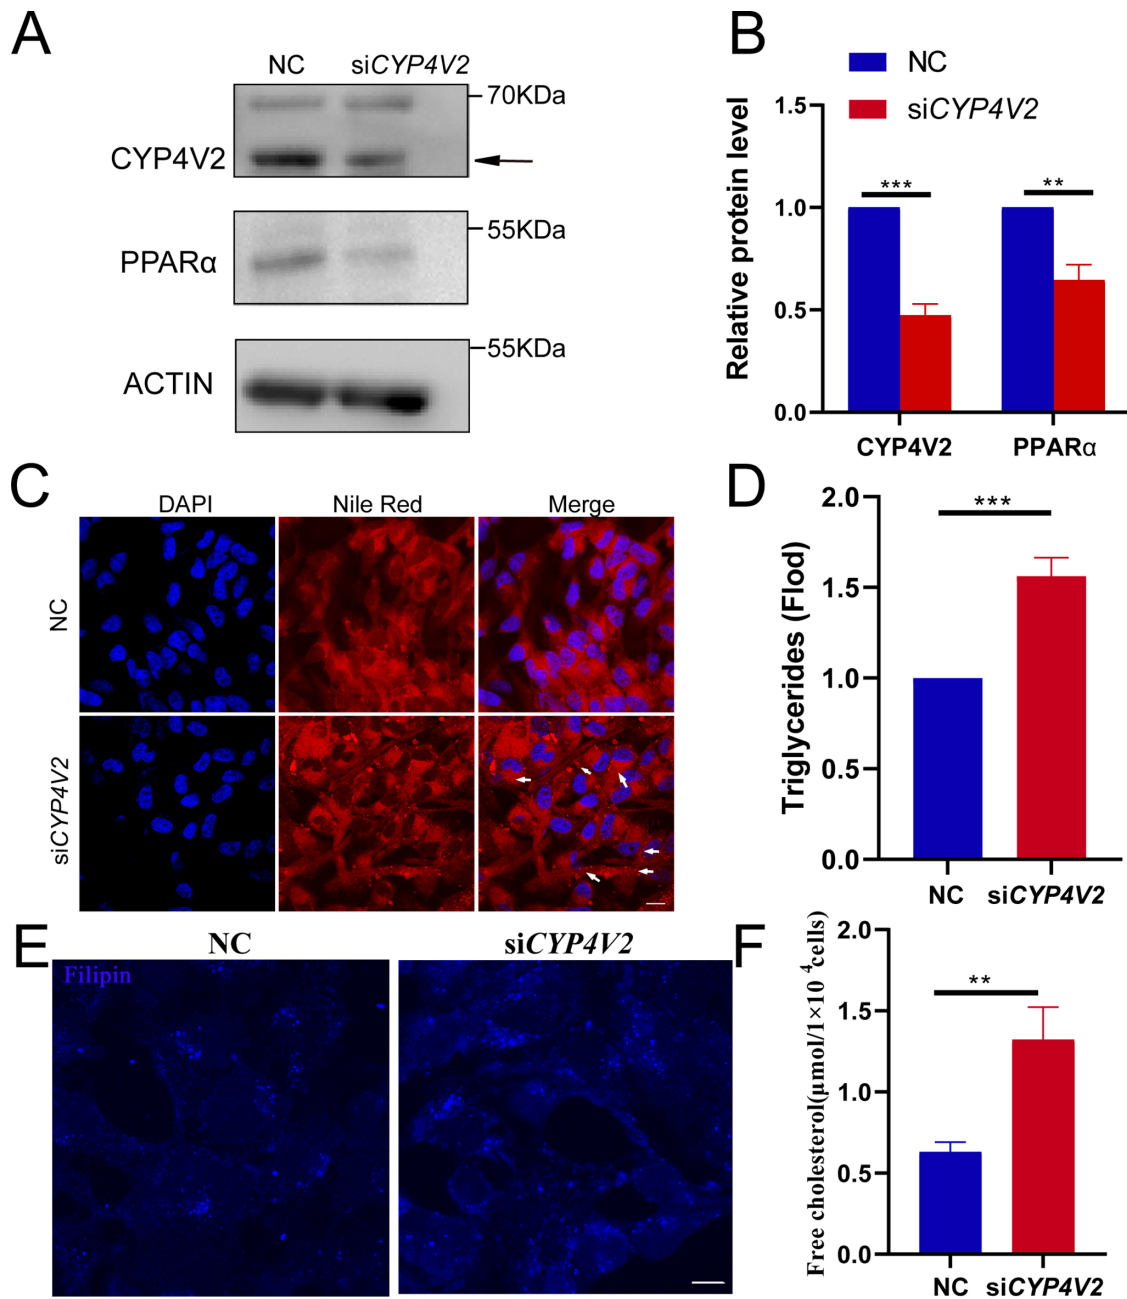 A
NC siCYP4V2
70KDa
CYP4V2
55KDa
PPARα
55KDa
ACTIN
B
NC
siCYP4V2
Relative protein level
1.5
1.0
0.5
0.0
***
**
CYP4V2 PPARα
C
DAPI Nile Red Merge
NC
siCYP4V2
D
Triglycerides (Flod)
2.0
1.5
1.0
0.5
0.0
***
NC siCYP4V2
E
NC siCYP4V2
Filipin
F
Free cholesterol(μmol/1×10 ⁴cells)
2.0
1.5
1.0
0.5
0.0
**
NC siCYP4V2